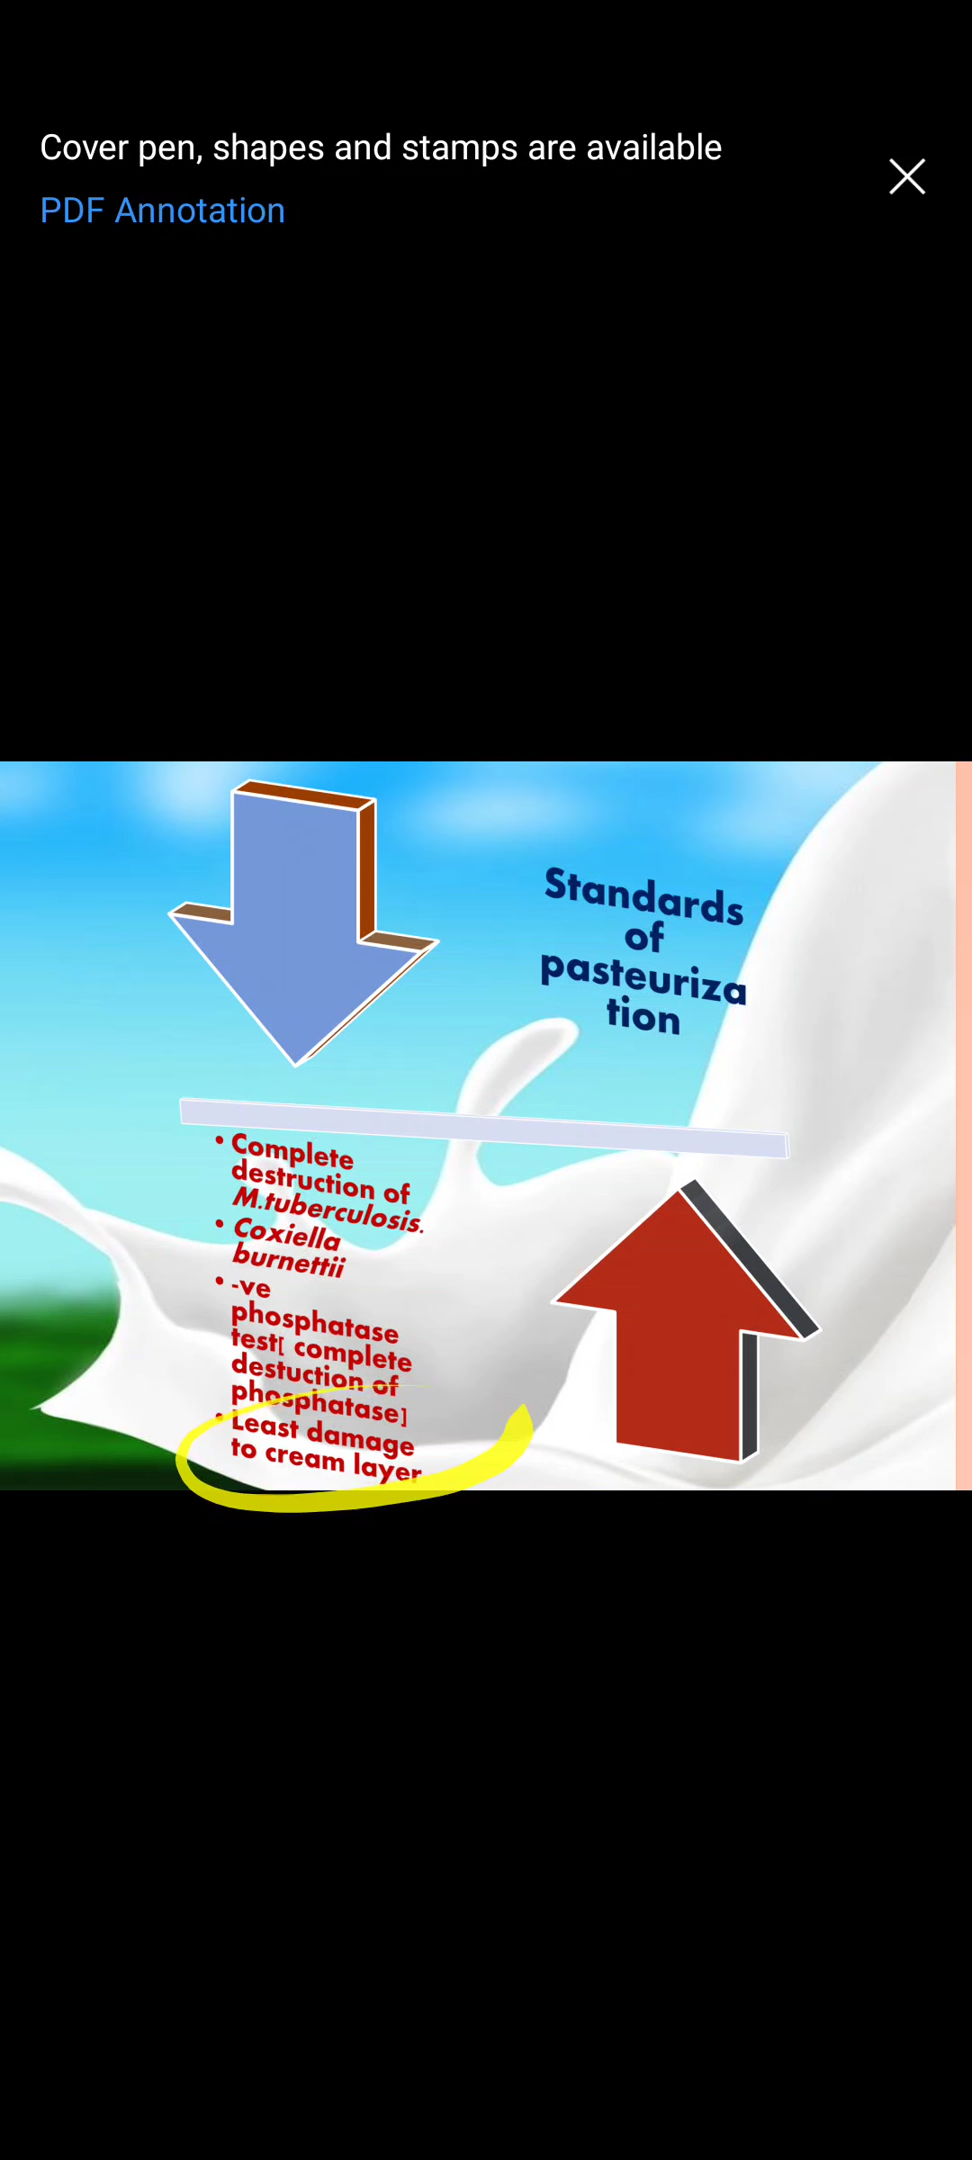 Cover pen, shapes and stamps are available
PDF Annotation
Standards
of
pasteuriza
tion
• Complete
destruction of
M.tuberculosis.
• Coxiella
burnettii
• -ve
phosphatase
test[ complete
destuction of
phosphatase]
• Least damage
to cream layer